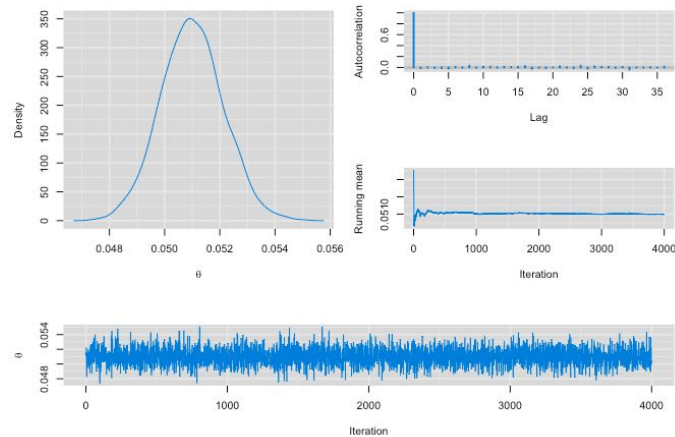 350
300
250
200
150
100
50
0
Density
0.048 0.050 0.052 0.054 0.056
θ
Autocorrelation
0.6
0.0
0 5 10 15 20 25 30 35
Lag
Running mean
0.0510
0 1000 2000 3000 4000
Iteration
θ
0.054
0.048
0 1000 2000 3000 4000
Iteration